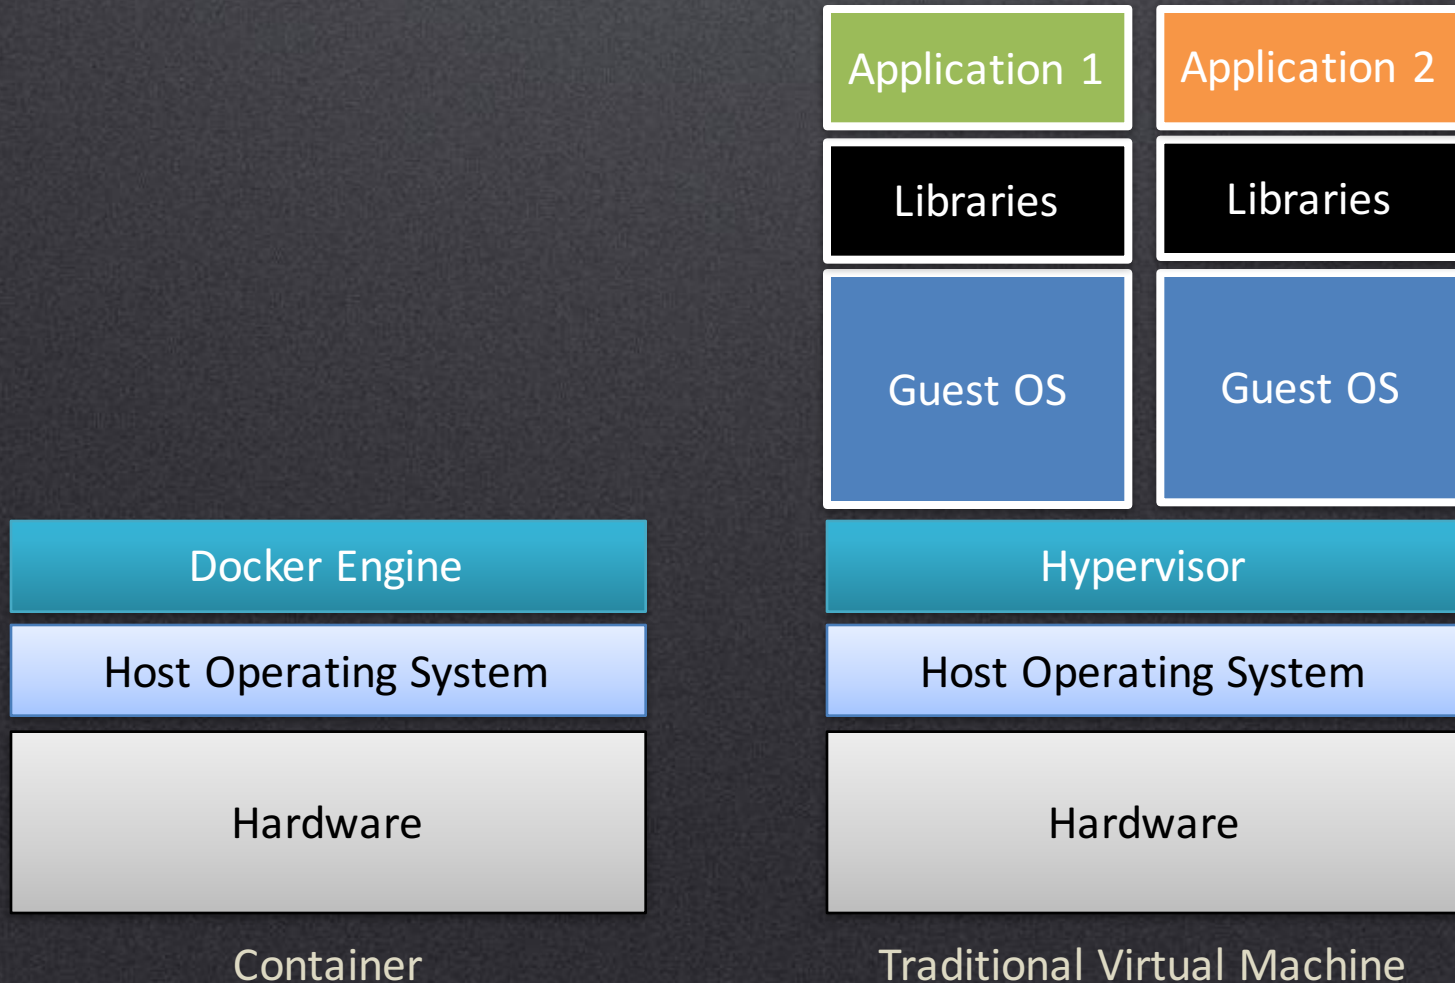 Application 1
Application 2
Libraries
Libraries
Guest OS
Guest OS
Docker Engine
Hypervisor
Host Operating System
Host Operating System
Hardware
Hardware
Container
Traditional Virtual Machine